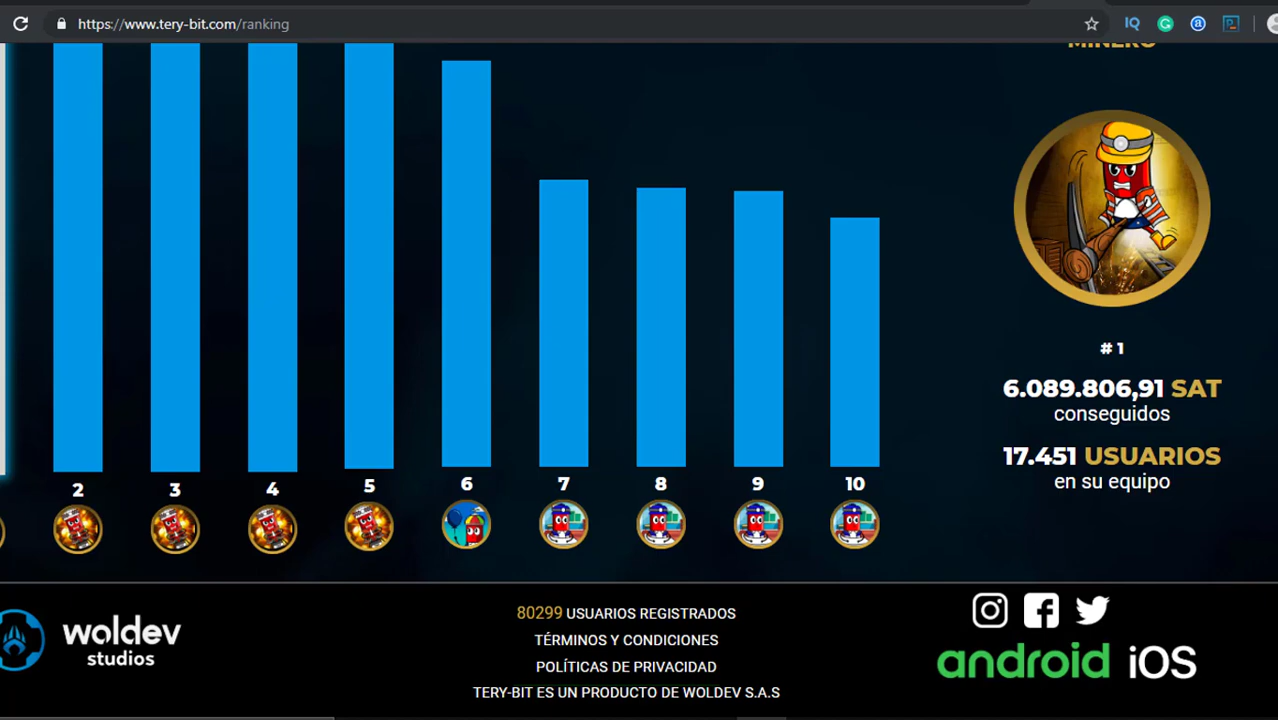 https://www.tery-bit.com/ranking
IQ
MINERO
# 1
6.089.806,91 SAT
conseguidos
17.451 USUARIOS
en su equipo
2 3 4 5 6 7 8 9 10
woldev
studios
80299 USUARIOS REGISTRADOS
TÉRMINOS Y CONDICIONES
POLÍTICAS DE PRIVACIDAD
TERY-BIT ES UN PRODUCTO DE WOLDEV S.A.S
android iOS